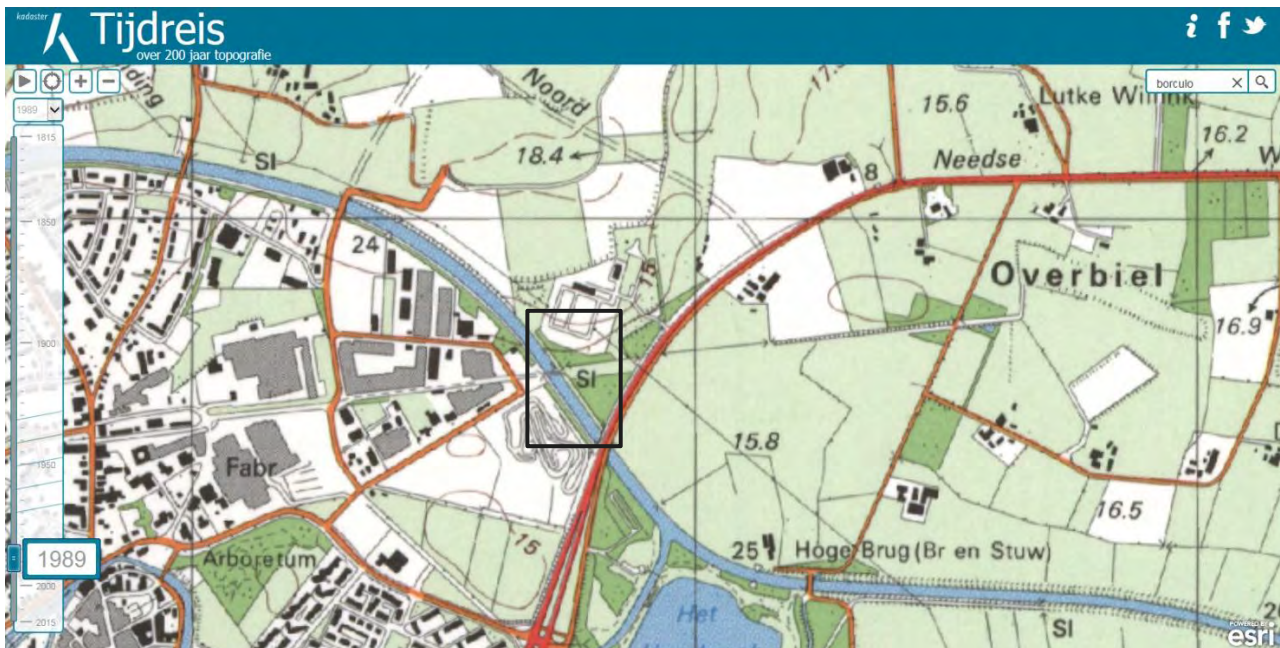 kadaster
Tijdreis
over 200 jaar topografie
i f
1989
borculo
Noord
15.6
Lutke Wiffink
1815
Sl
18.4
Needse
16.2
8
W
1850
24
Overbiel
15
16.9
1900
Sl
15.8
1950
Fabr
16.5
15
1989
Arboretum
25
Hoge Brug (Br en Stuw)
2000
Het
Sl
2015
POWERED BY
esri